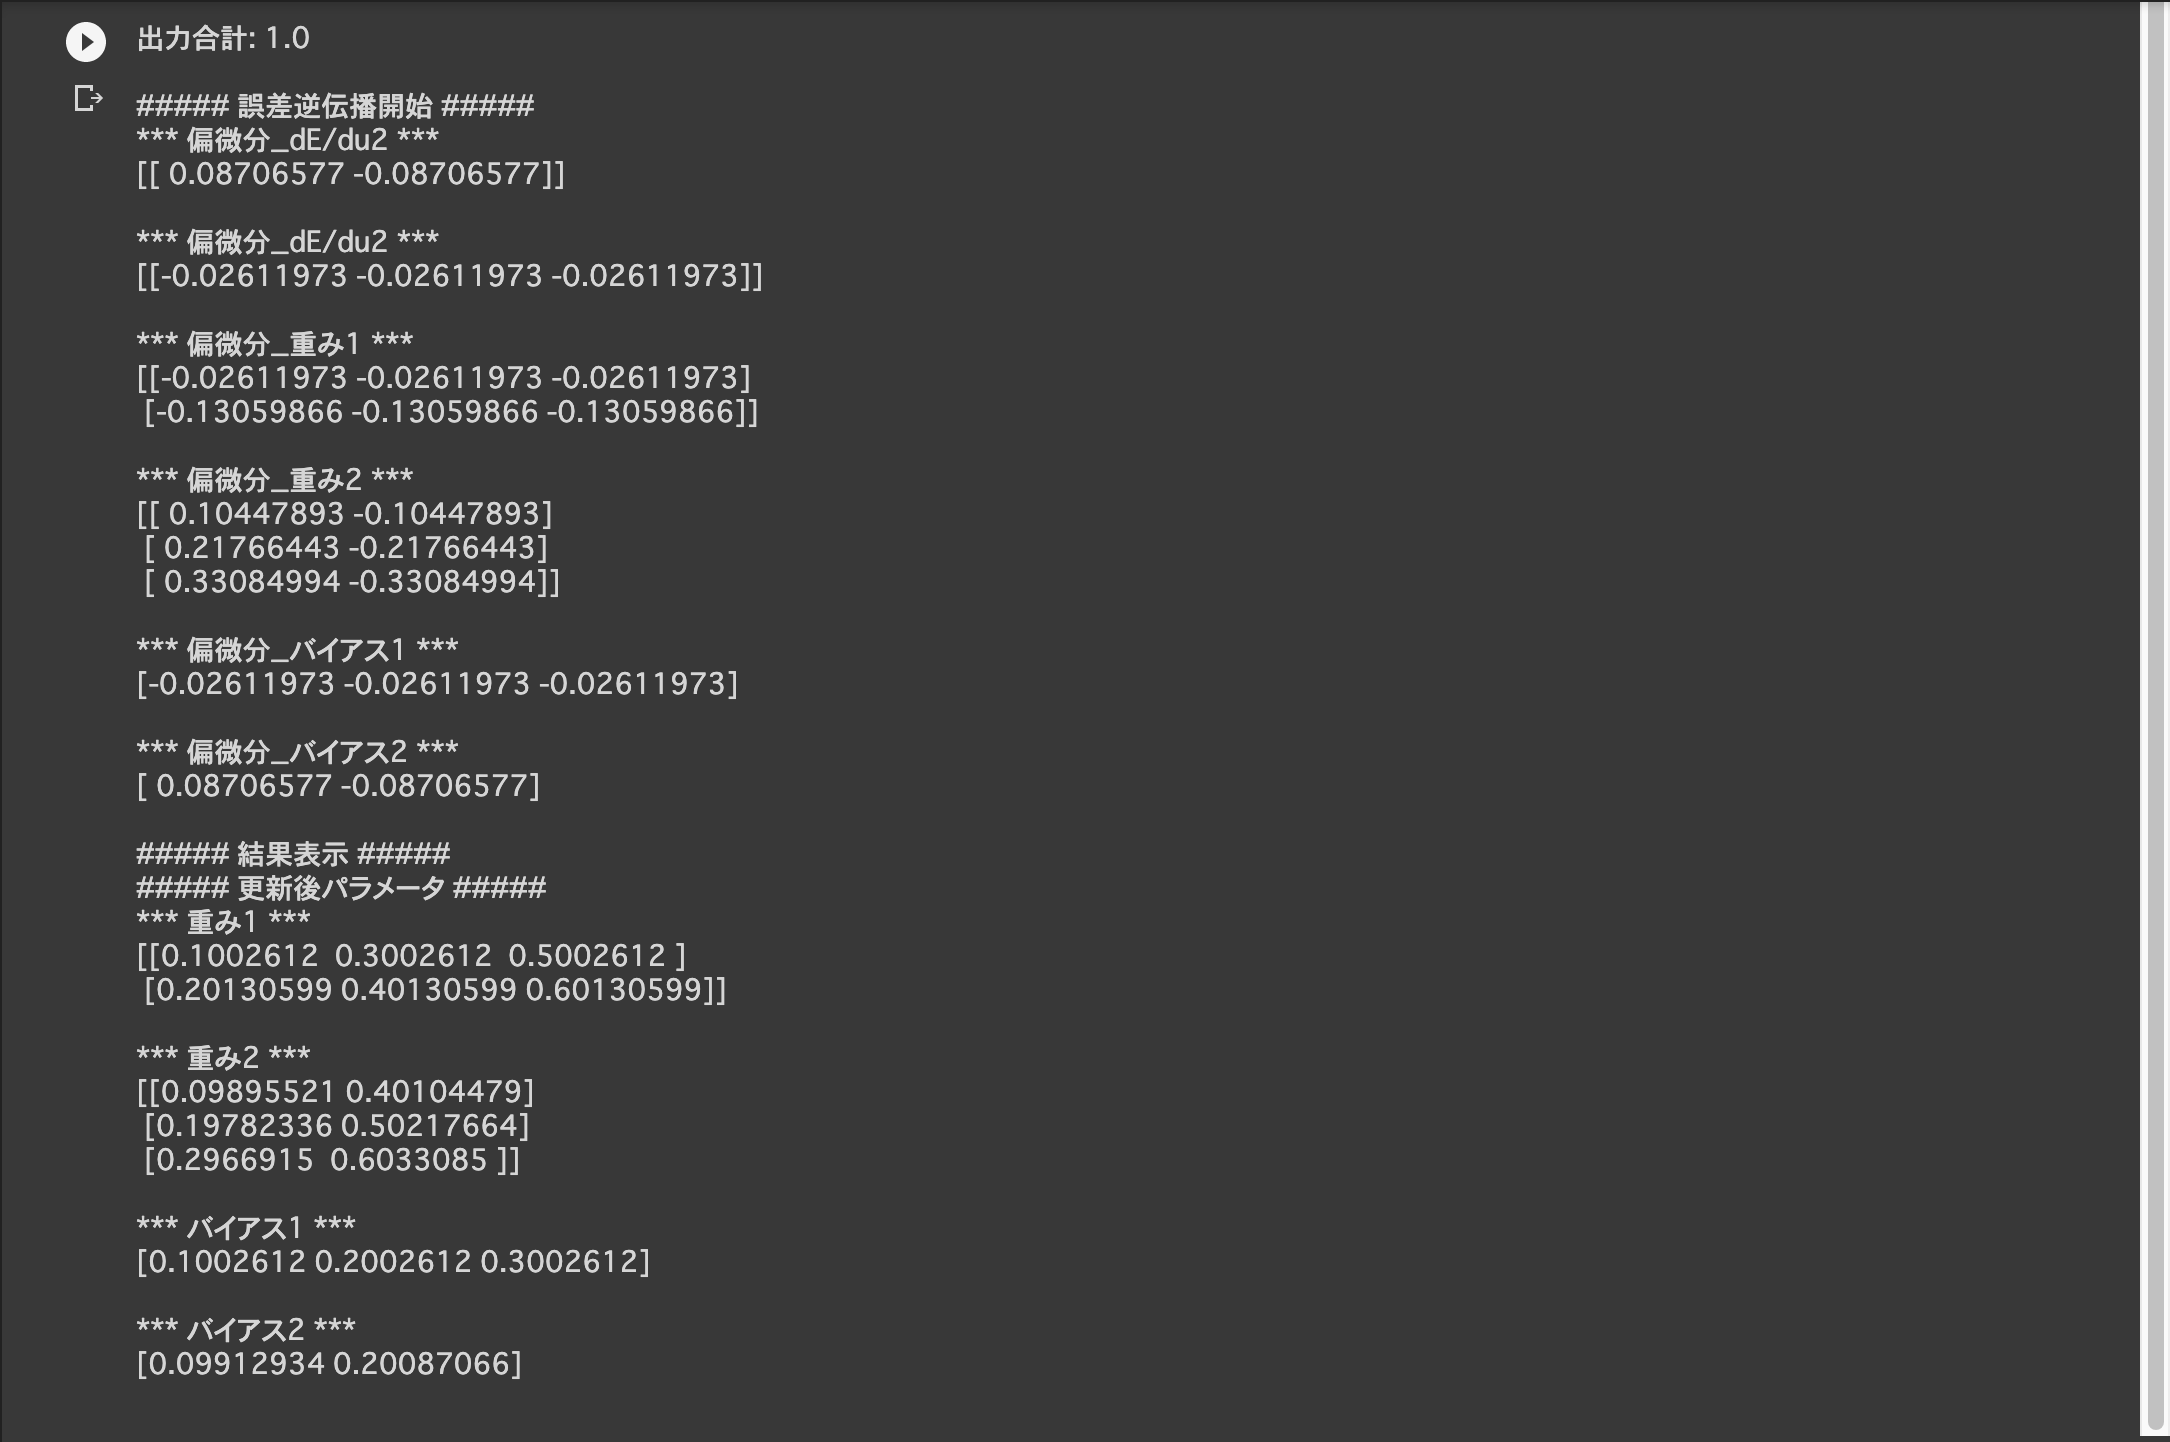 出力合計: 1.0
##### 誤差逆伝播開始 #####
*** 偏微分_dE/du2 ***
[[ 0.08706577 -0.08706577]]
*** 偏微分_dE/du2 ***
[[-0.02611973 -0.02611973 -0.02611973]]
*** 偏微分_重み1 ***
[[-0.02611973 -0.02611973 -0.02611973]
[-0.13059866 -0.13059866 -0.13059866]]
*** 偏微分_重み2 ***
[[ 0.10447893 -0.10447893]
[ 0.21766443 -0.21766443]
[ 0.33084994 -0.33084994]]
*** 偏微分_バイアス1 ***
[-0.02611973 -0.02611973 -0.02611973]
*** 偏微分_バイアス2 ***
[ 0.08706577 -0.08706577]
##### 結果表示 #####
##### 更新後パラメータ #####
*** 重み1 ***
[[0.1002612  0.3002612  0.5002612 ]
[0.20130599 0.40130599 0.60130599]]
*** 重み2 ***
[[0.09895521 0.40104479]
[0.19782336 0.50217664]
[0.2966915  0.6033085 ]]
*** バイアス1 ***
[0.1002612 0.2002612 0.3002612]
*** バイアス2 ***
[0.09912934 0.20087066]